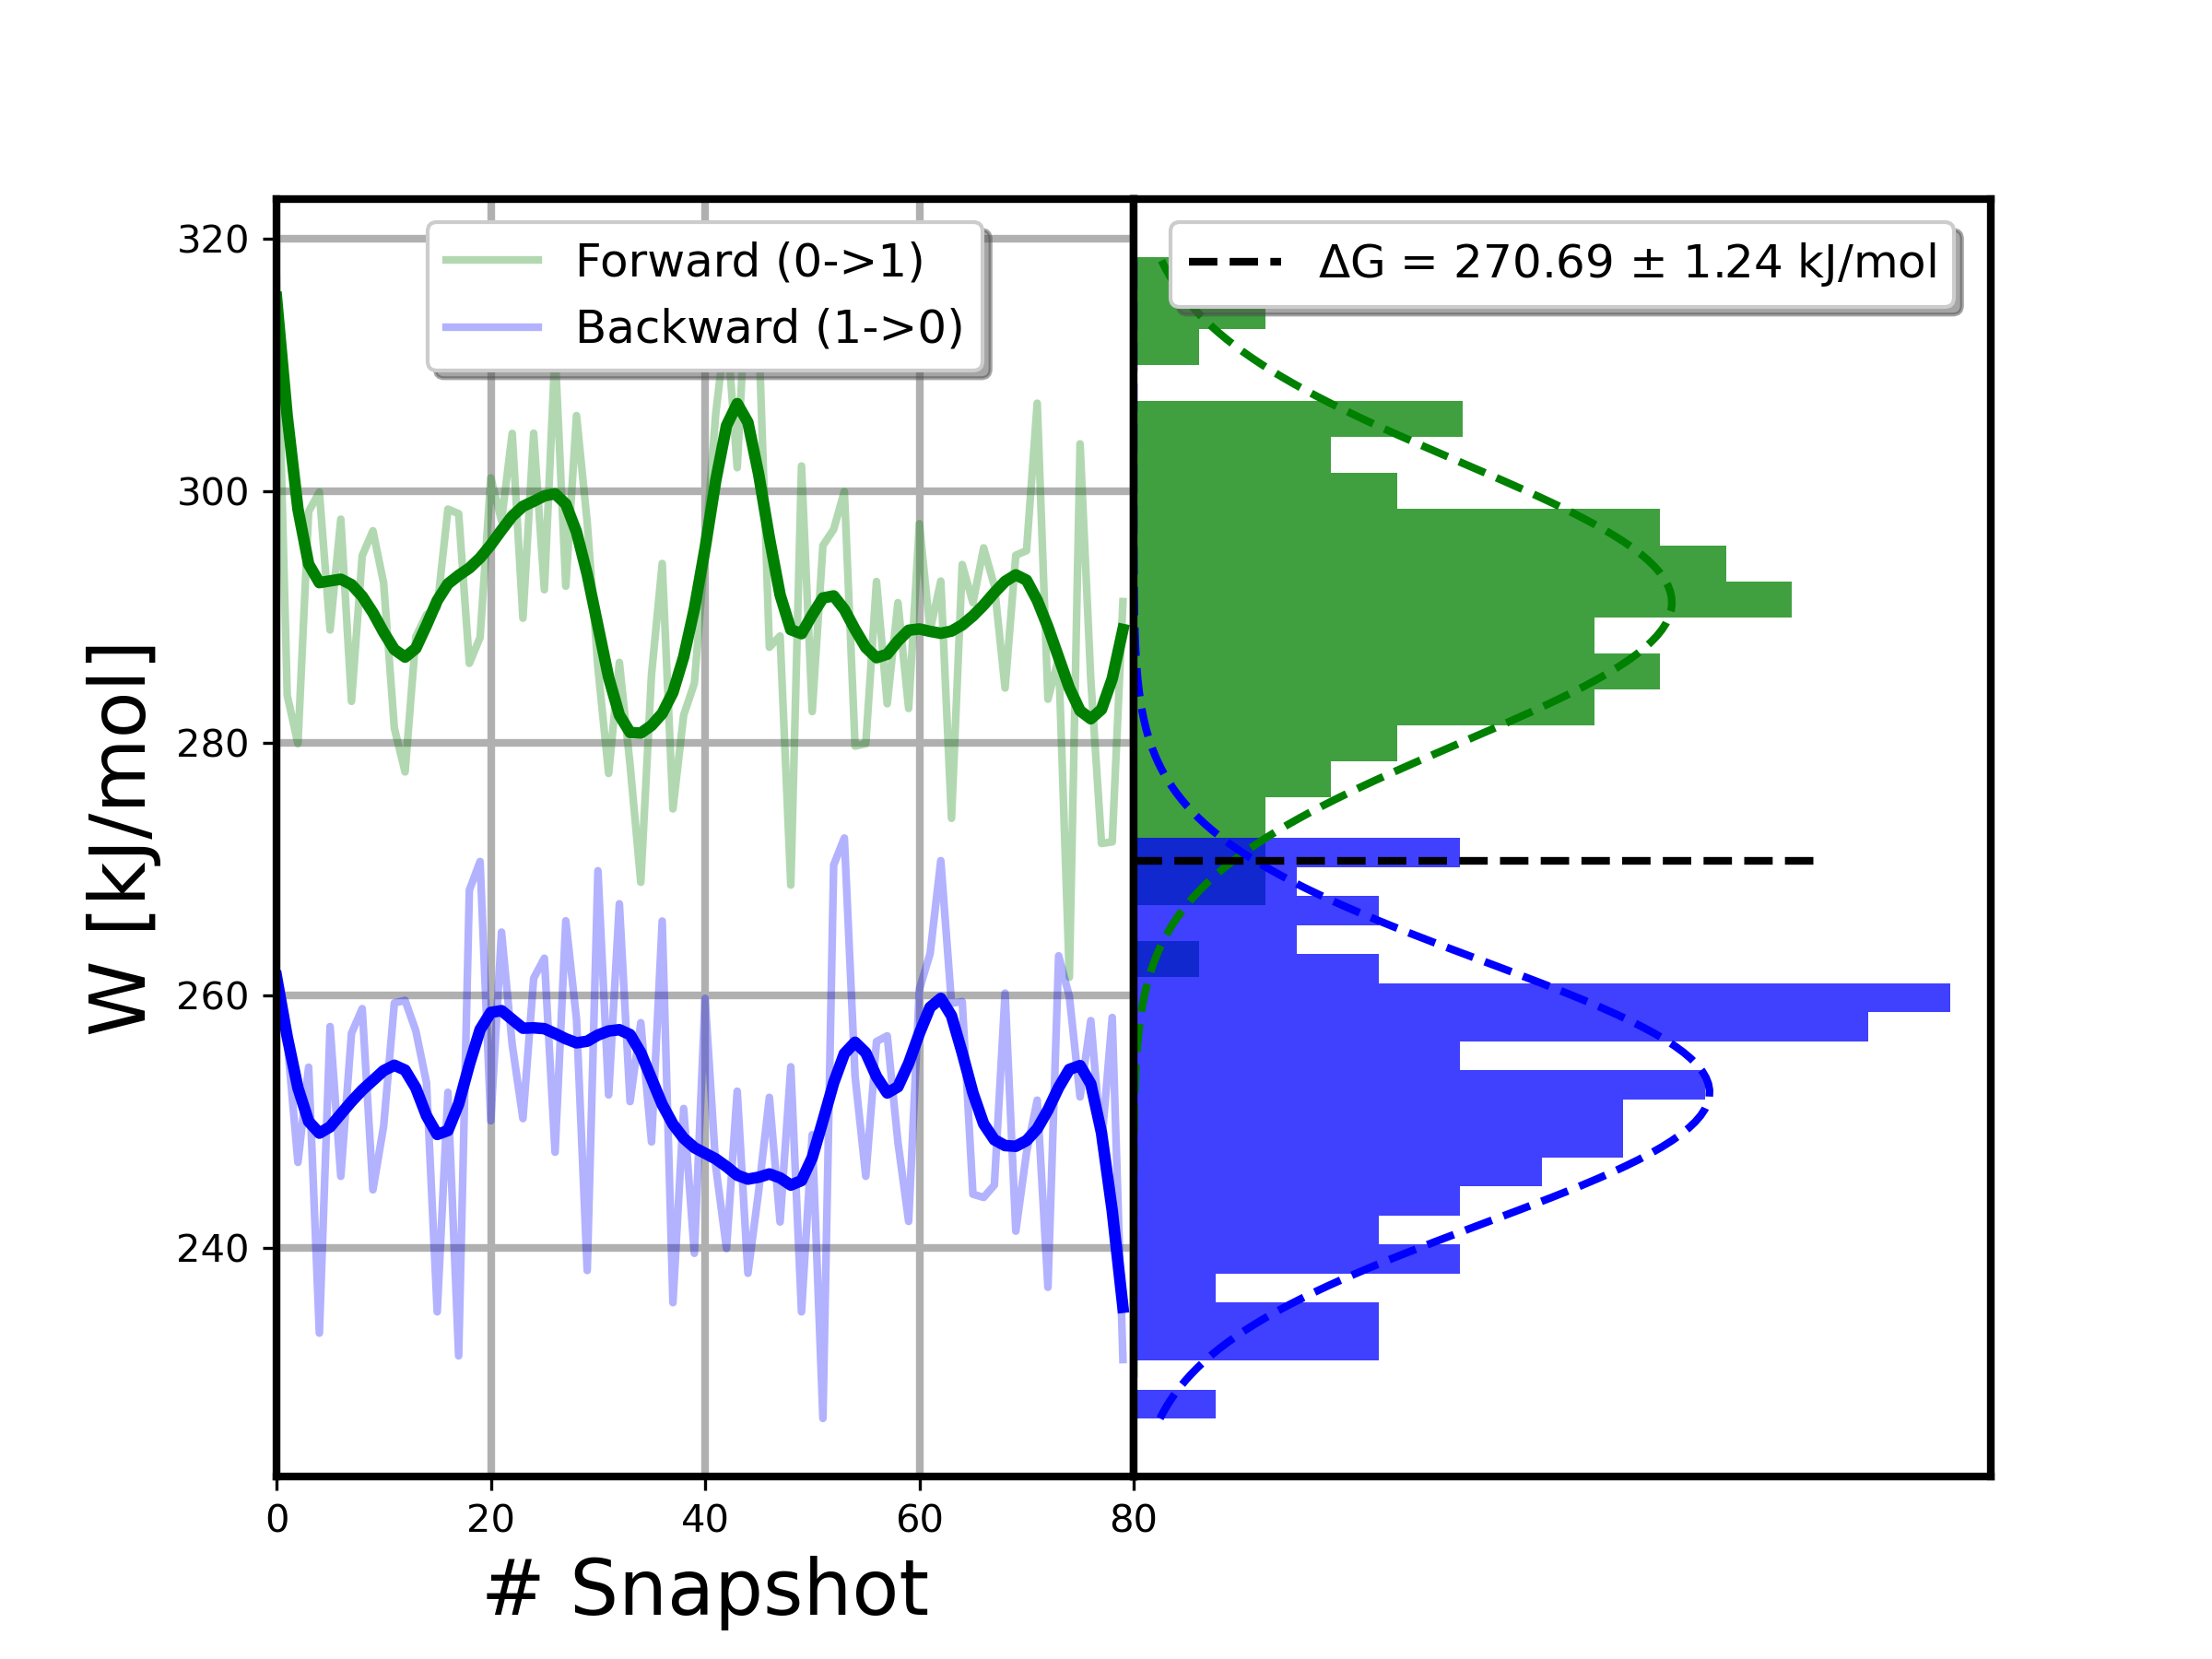 Forward (0->1)
Backward (1->0)
ΔG = 270.69 ± 1.24 kJ/mol
W [kJ/mol]
320
300
280
260
240
0 20 40 60 80
# Snapshot